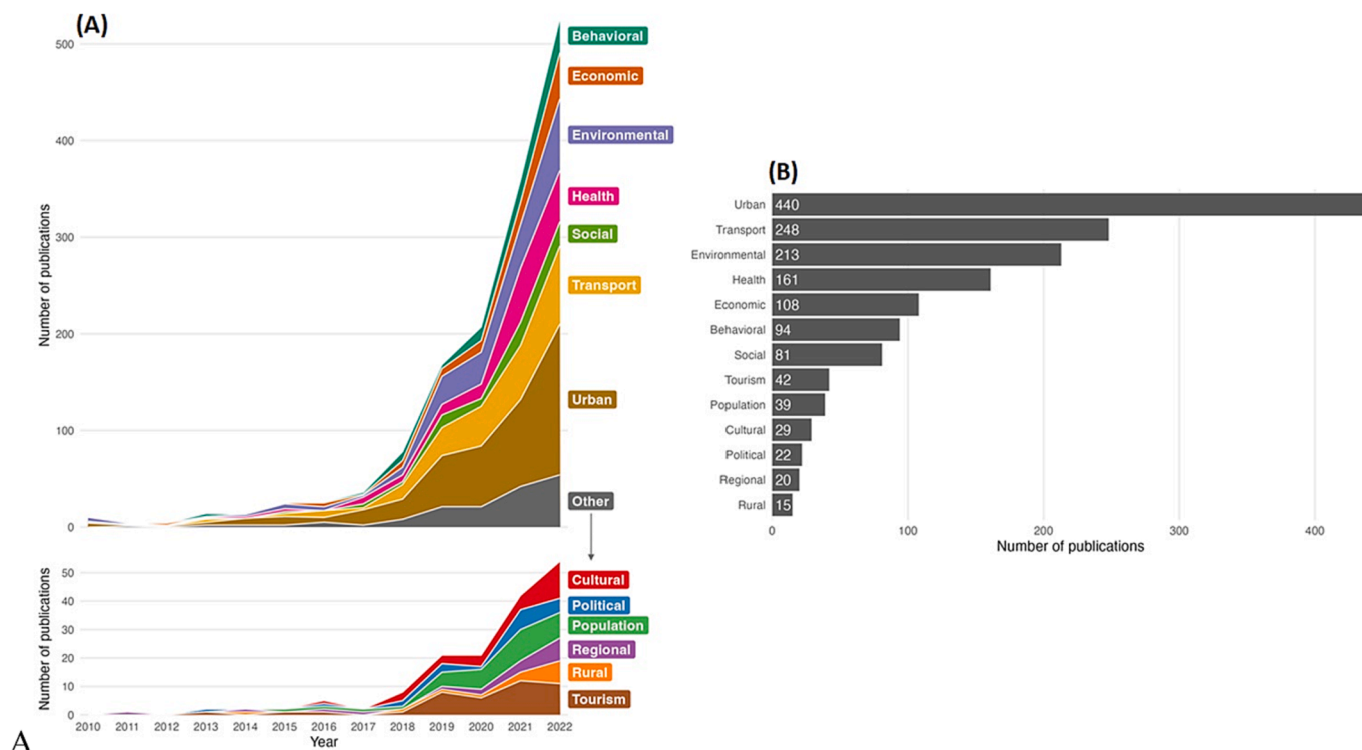 (A)
500
400
300
200
100
0
Number of publications
Behavioral
Economic
Environmental
Health
Social
Transport
Urban
Other
50
40
30
20
10
0
Number of publications
Cultural
Political
Population
Regional
Rural
Tourism
2010 2011 2012 2013 2014 2015 2016 2017 2018 2019 2020 2021 2022
Year
A
(B)
Urban 440
Transport 248
Environmental 213
Health 161
Economic 108
Behavioral 94
Social 81
Tourism 42
Population 39
Cultural 29
Political 22
Regional 20
Rural 15
0 100 200 300 400
Number of publications